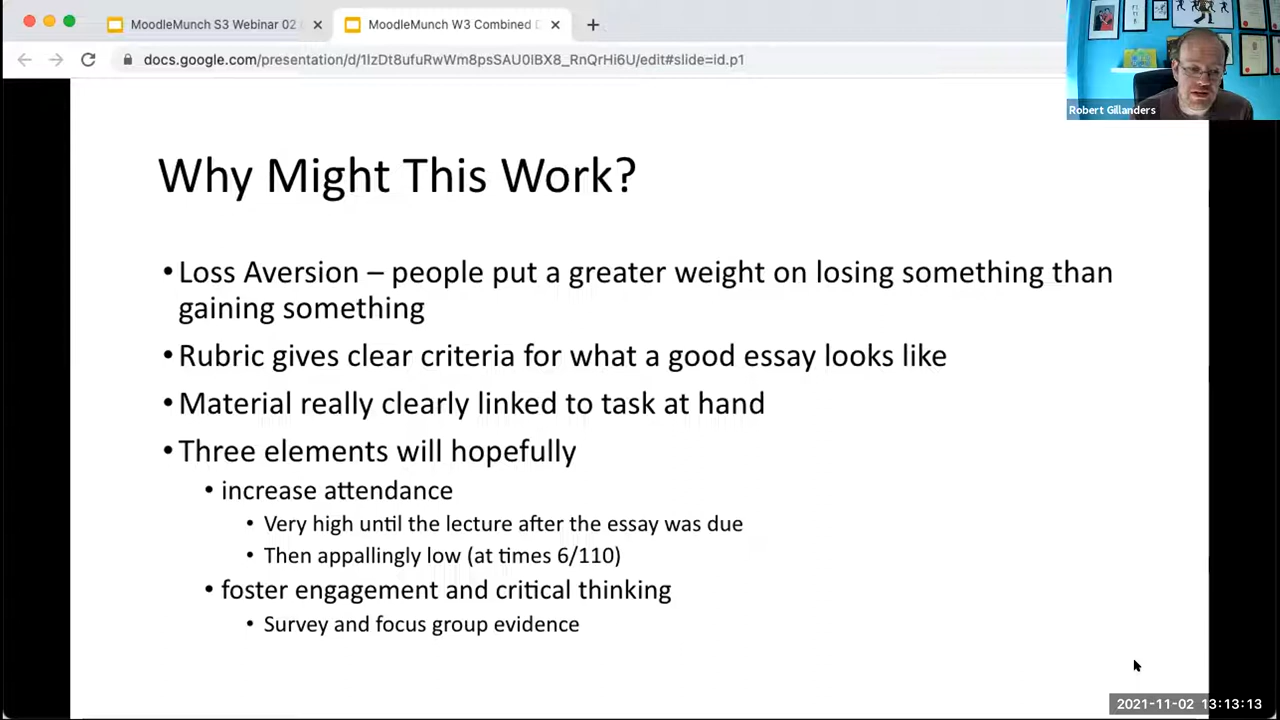 MoodleMunch S3 Webinar 02
MoodleMunch W3 Combined
docs.google.com/presentation/d/1IzDt8ufuRwWm8psSAU0lBX8_RnQrHi6U/edit#slide=id.p1
Robert Gillanders
Why Might This Work?
• Loss Aversion – people put a greater weight on losing something than
gaining something
• Rubric gives clear criteria for what a good essay looks like
• Material really clearly linked to task at hand
• Three elements will hopefully
• increase attendance
• Very high until the lecture after the essay was due
• Then appallingly low (at times 6/110)
• foster engagement and critical thinking
• Survey and focus group evidence
2021-11-02 13:13:13